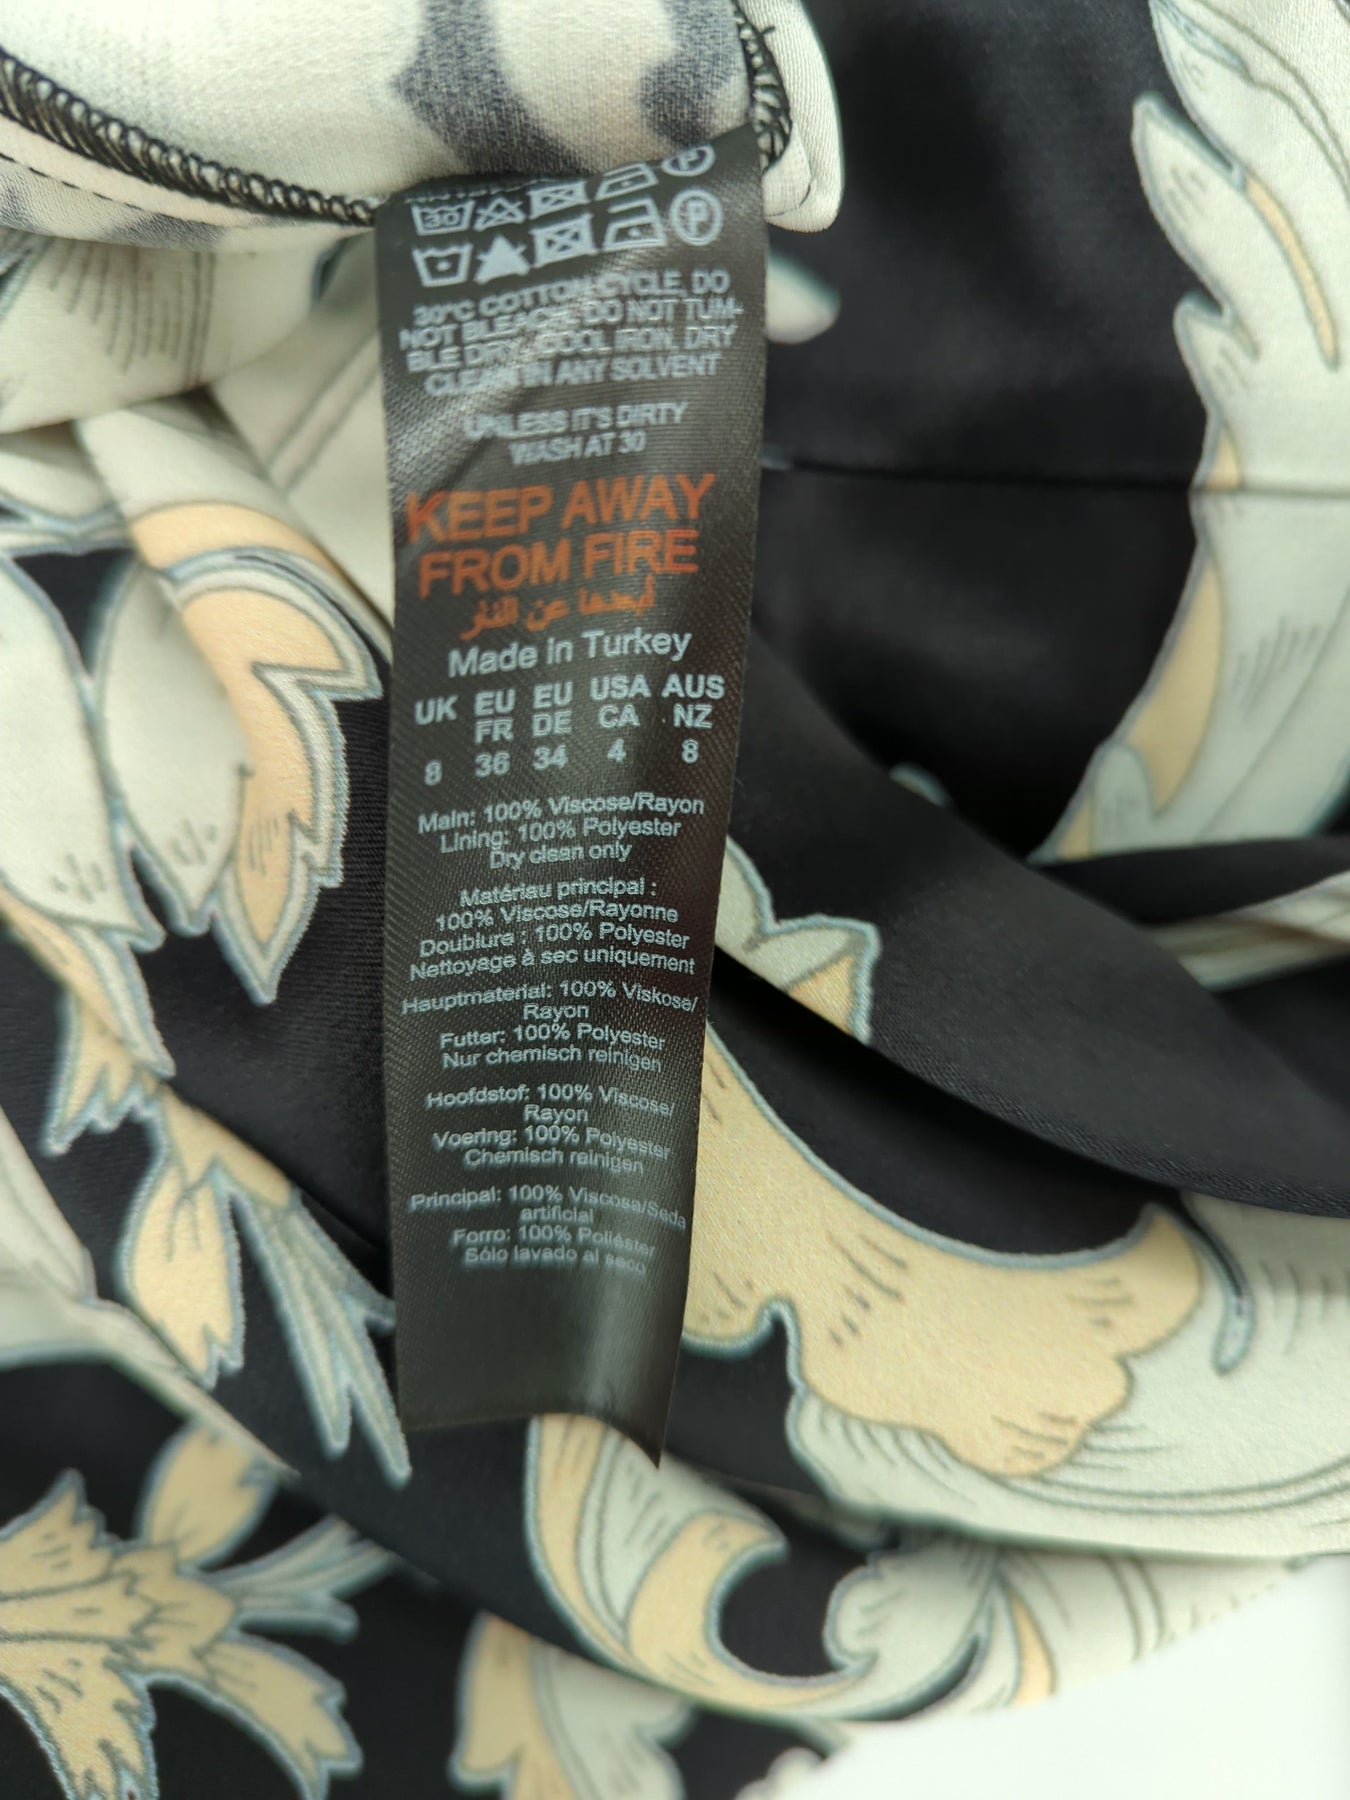 30
30°C COTTON CYCLE, DO
NOT BLEACH, DO NOT TUM-
BLE DRY, COOL IRON, DRY
CLEAN IN ANY SOLVENT
UNLESS IT'S DIRTY
WASH AT 30
KEEP AWAY
FROM FIRE
أبعدها عن النار
Made in Turkey
UK EU EU USA AUS
FR DE CA NZ
8 36 34 4 8
Main: 100% Viscose/Rayon
Lining: 100% Polyester
Dry clean only
Matériau principal :
100% Viscose/Rayonne
Doublure : 100% Polyester
Nettoyage à sec uniquement
Hauptmaterial: 100% Viskose/
Rayon
Futter: 100% Polyester
Nur chemisch reinigen
Hoofdstof: 100% Viscose/
Rayon
Voering: 100% Polyester
Chemisch reinigen
Principal: 100% Viscosa/Seda
artificial
Forro: 100% Poliéster
Sólo lavado al seco